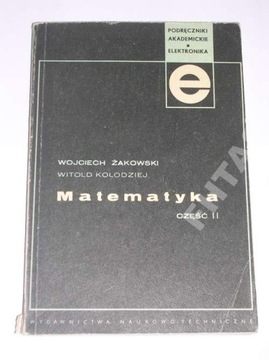 PODRĘCZNIKI
AKADEMICKIE
ELEKTRONIKA
e
WOJCIECH ŻAKOWSKI
WITOLD KOŁODZIEJ
Matematyka
CZĘŚĆ II
WYDAWNICTWA NAUKOWO-TECHNICZNE